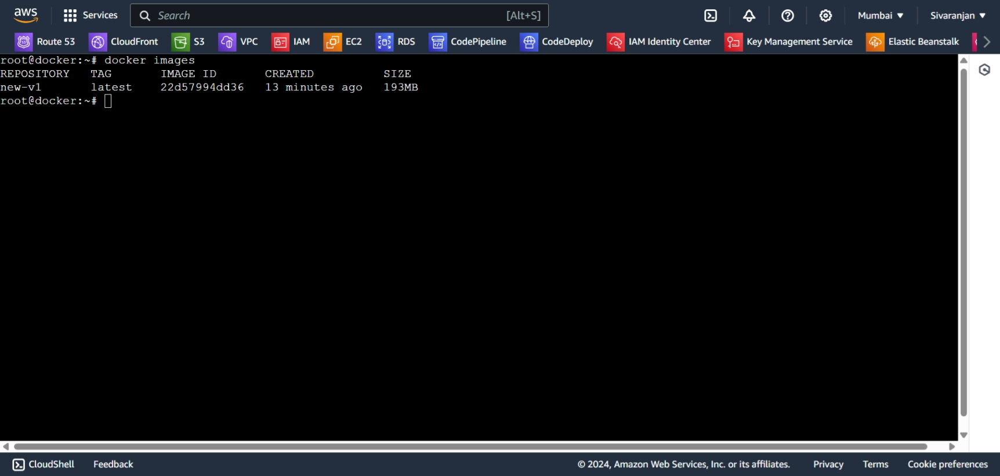 aws Services Search [Alt+S] Mumbai ▼ Sivaranjan ▼
Route 53 CloudFront S3 VPC IAM EC2 RDS CodePipeline CodeDeploy IAM Identity Center Key Management Service Elastic Beanstalk
root@docker:~# docker images
REPOSITORY   TAG       IMAGE ID       CREATED          SIZE
new-v1       latest    22d57994dd36   13 minutes ago   193MB
root@docker:~#
CloudShell Feedback © 2024, Amazon Web Services, Inc. or its affiliates. Privacy Terms Cookie preferences